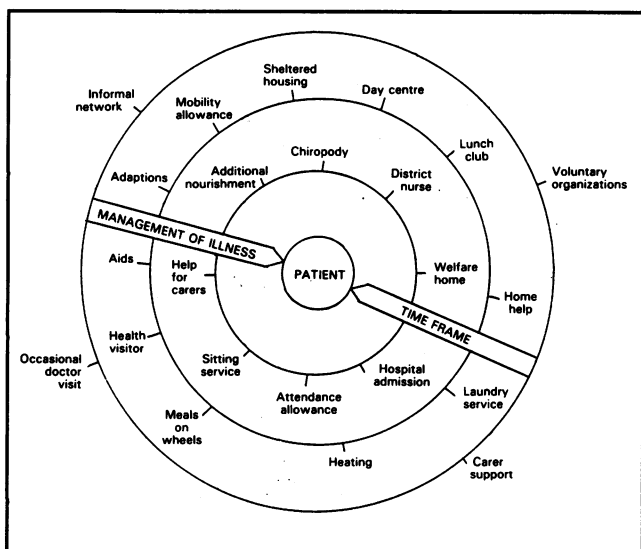 Sheltered
housing
Informal
network
Mobility
allowance
Day centre
Lunch
club
Chiropody
Additional
nourishment
District
nurse
Adaptions
Voluntary
organizations
MANAGEMENT OF ILLNESS
PATIENT
TIME FRAME
Aids
Help
for
carers
Welfare
home
Home
help
Health
visitor
Occasional
doctor
visit
Sitting
service
Hospital
admission
Attendance
allowance
Laundry
service
Meals
on
wheels
Heating
Carer
support